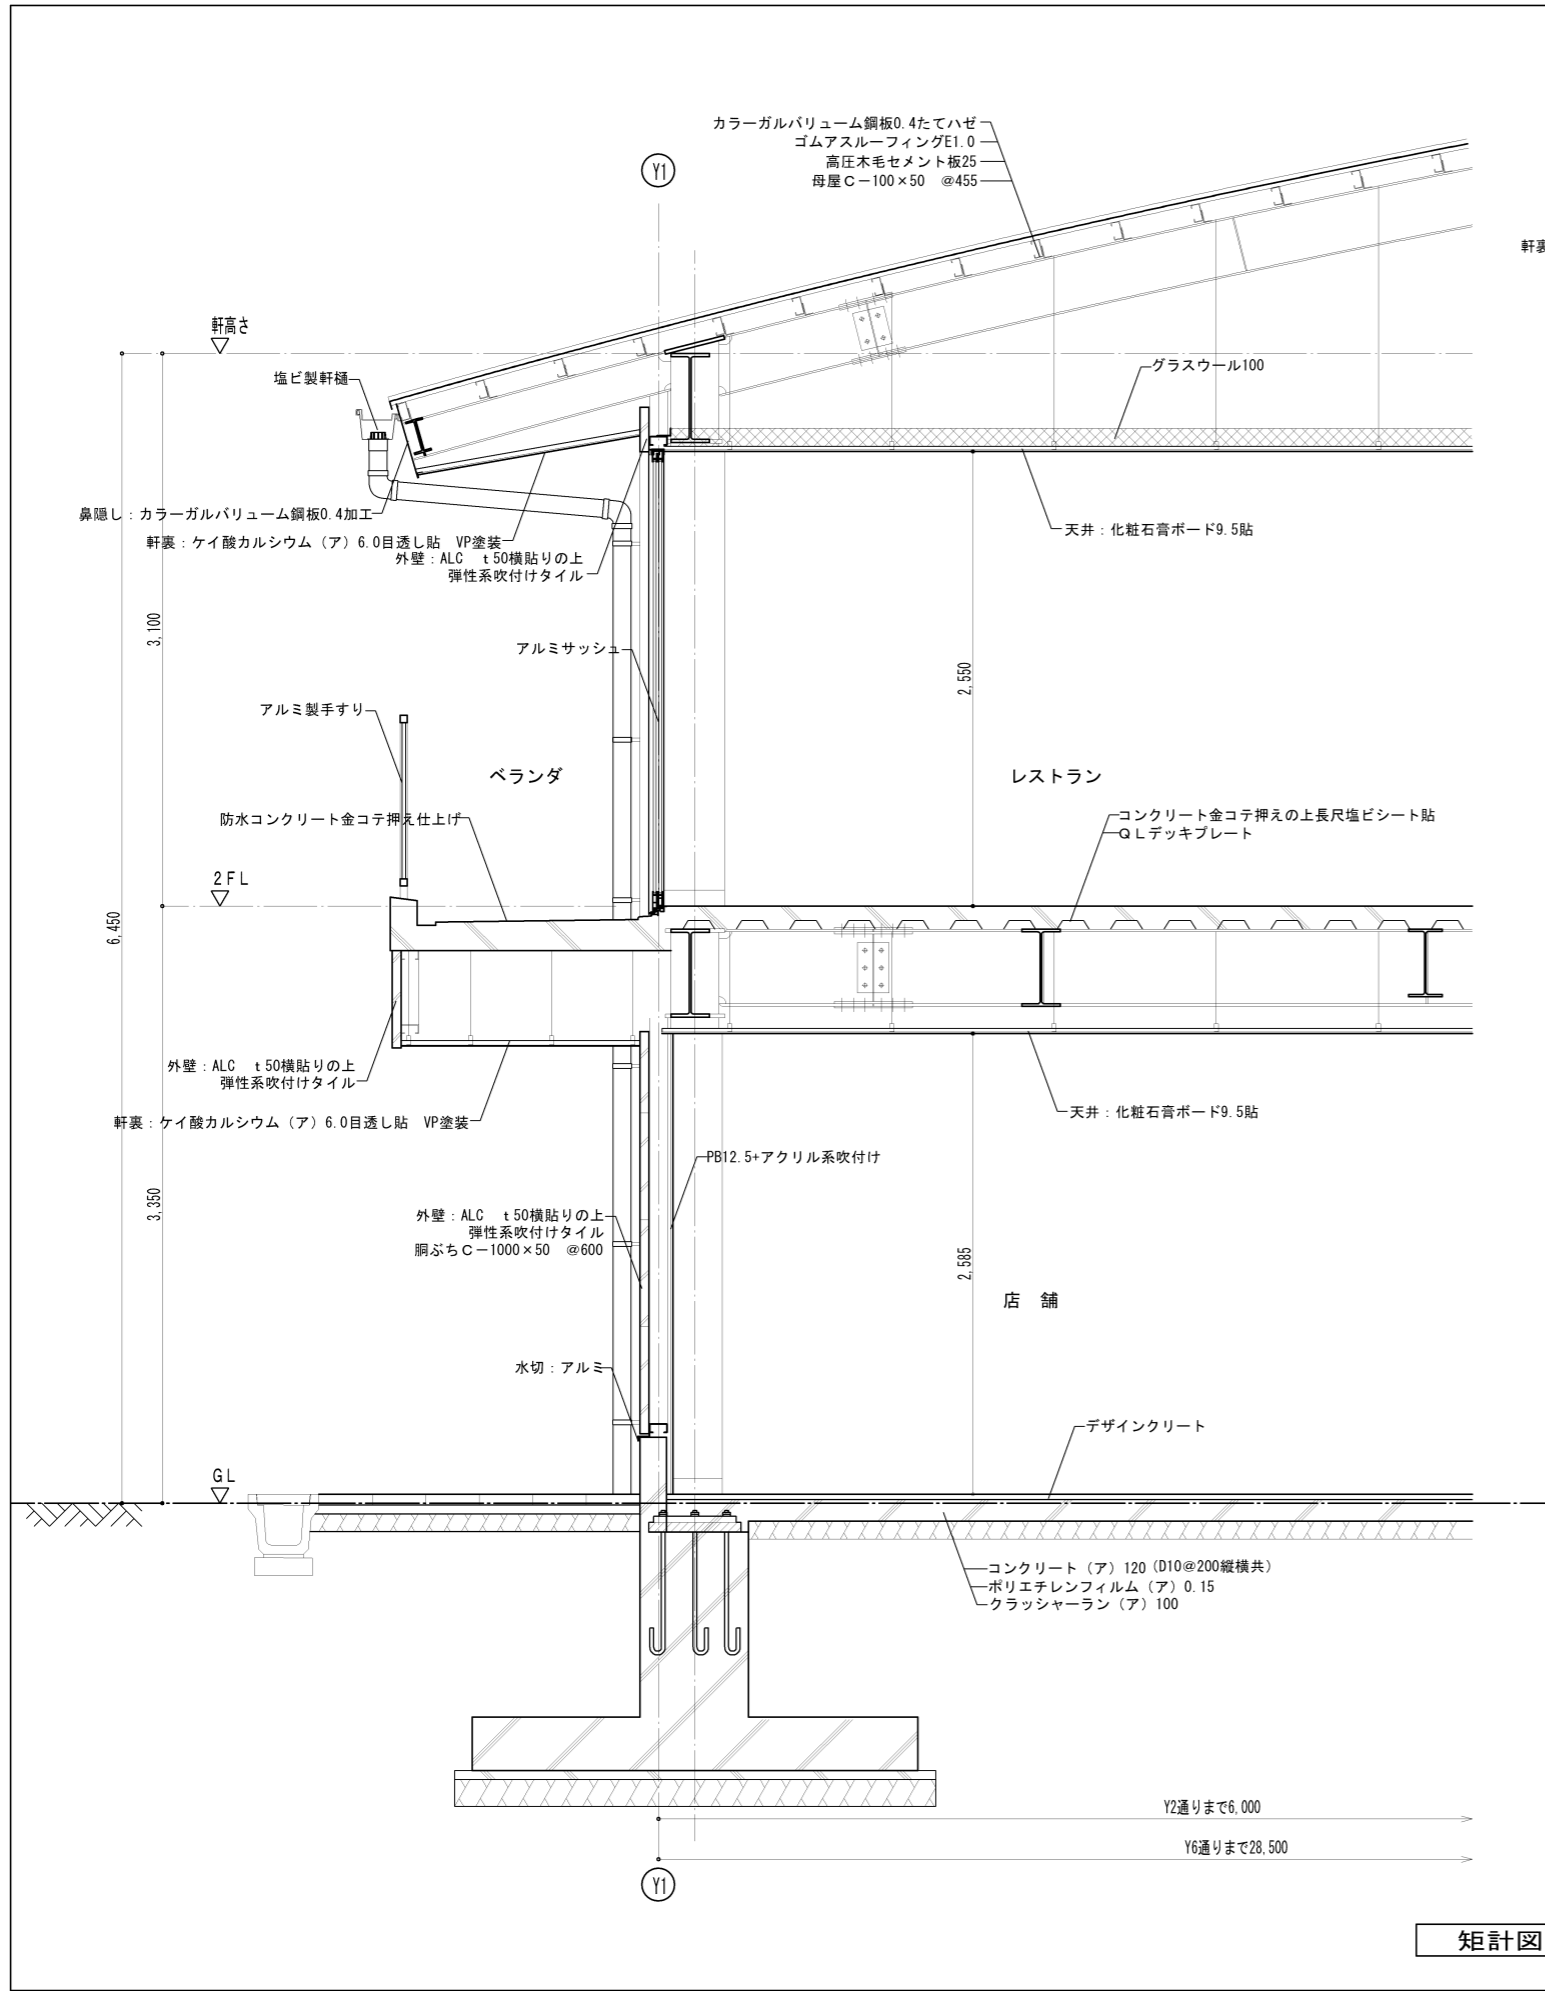 カラーガルバリューム鋼板0.4たてハゼ
ゴムアスルーフィングE1.0
高圧木毛セメント板25
母屋C－100×50　@455
Y1
軒裏
軒高さ
塩ビ製軒樋
グラスウール100
鼻隠し：カラーガルバリューム鋼板0.4加工
軒裏：ケイ酸カルシウム（ア）6.0目透し貼　VP塗装
外壁：ALC　t50横貼りの上
弾性系吹付けタイル
天井：化粧石膏ボード9.5貼
3,100
アルミサッシュ
2,550
アルミ製手すり
ベランダ
レストラン
防水コンクリート金コテ押え仕上げ
コンクリート金コテ押えの上長尺塩ビシート貼
QLデッキプレート
2FL
6,450
外壁：ALC　t50横貼りの上
弾性系吹付けタイル
軒裏：ケイ酸カルシウム（ア）6.0目透し貼　VP塗装
天井：化粧石膏ボード9.5貼
PB12.5+アクリル系吹付け
3,350
外壁：ALC　t50横貼りの上
弾性系吹付けタイル
胴ぶちC－1000×50　@600
2,585
店　舗
水切：アルミ
デザインクリート
GL
コンクリート（ア）120（D10@200縦横共）
ポリエチレンフィルム（ア）0.15
クラッシャーラン（ア）100
Y2通りまで6,000
Y6通りまで28,500
Y1
矩計図